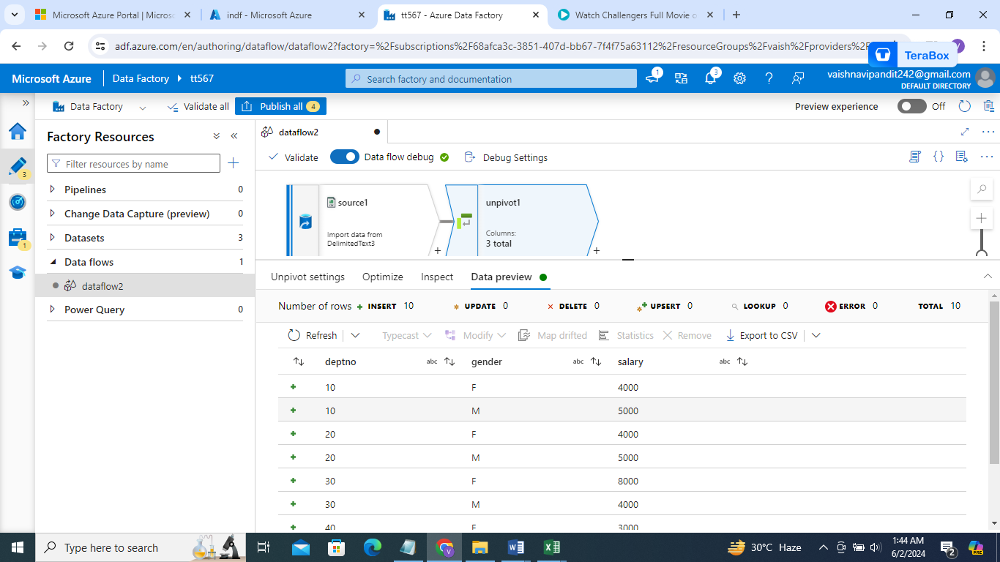 Microsoft Azure Portal | Micros
indf - Microsoft Azure
tt567 - Azure Data Factory
Watch Challengers Full Movie o
adf.azure.com/en/authoring/dataflow/dataflow2?factory=%2Fsubscriptions%2F68afca3c-3851-407d-bb67-7f4f75a63112%2FresourceGroups%2Fvaish%2Fproviders%2F
TeraBox
Microsoft Azure
Data Factory
tt567
Search factory and documentation
1
3
vaishnavipandit242@gmail.com
DEFAULT DIRECTORY
Data Factory
Validate all
Publish all 4
Preview experience
Off
Factory Resources
dataflow2
Filter resources by name
Validate
Data flow debug
Debug Settings
3
1
Pipelines 0
Change Data Capture (preview) 0
Datasets 3
Data flows 1
dataflow2
Power Query 0
source1
Import data from
DelimitedText3
unpivot1
Columns:
3 total
Unpivot settings
Optimize
Inspect
Data preview
Number of rows INSERT 10 UPDATE 0 DELETE 0 UPSERT 0 LOOKUP 0 ERROR 0 TOTAL 10
Refresh Typecast Modify Map drifted Statistics Remove Export to CSV
deptno abc gender abc salary abc
10 F 4000
10 M 5000
20 F 4000
20 M 5000
30 F 8000
30 M 4000
40 F 3000
Type here to search
30°C Haze
1:44 AM
6/2/2024
2
PRE